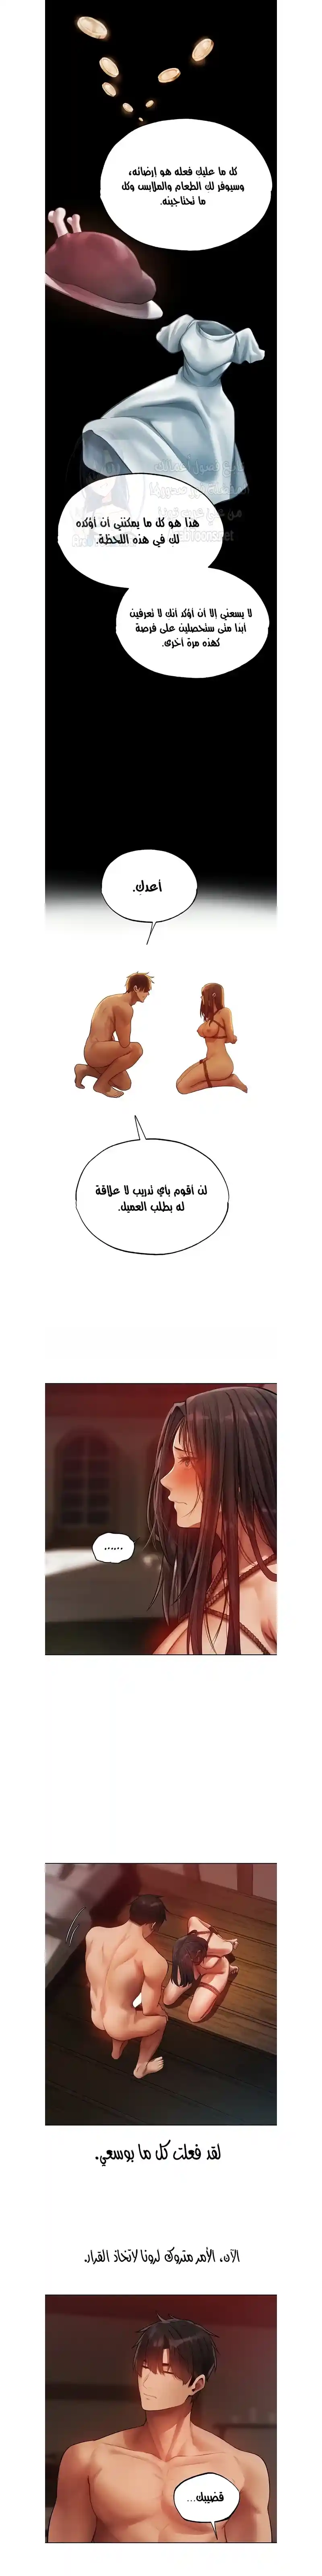 كل ما عليك فعله هو إرضائه،
وسيوفر لك الطعام والملابس وكل
ما تحتاجينه.
هذا هو كل ما يمكنني أن أؤكده
لك في هذه اللحظة.
لا يسعني إلا أن أؤكد أنك لا تعرفين
أبدًا متى ستحصلين على فرصة
كهذه مرة أخرى.
أعدك.
لن أقوم بأي تدريب لا علاقة
له بطلب العميل.
......
لقد فعلت كل ما بوسعي.
الآن، الأمر متروك لرونا لاتخاذ القرار.
قضيبك...